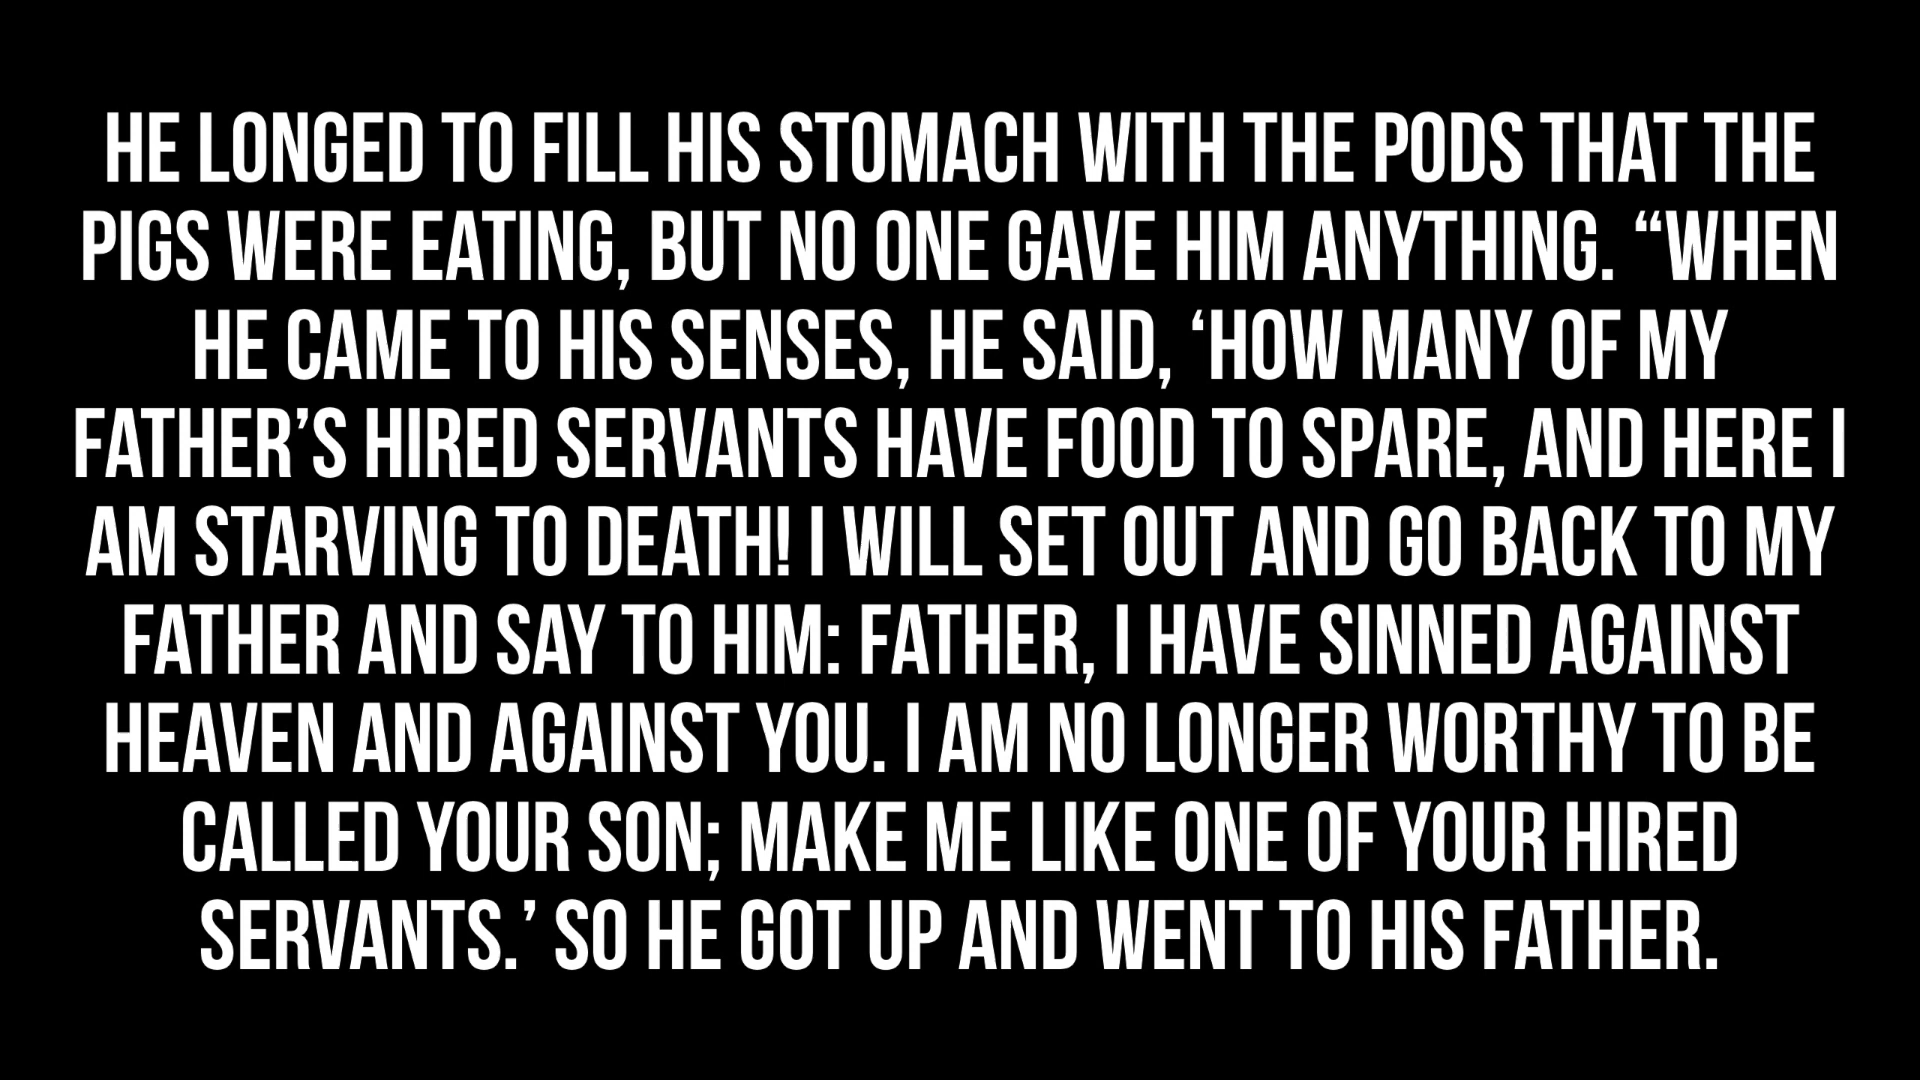 HE LONGED TO FILL HIS STOMACH WITH THE PODS THAT THE
PIGS WERE EATING, BUT NO ONE GAVE HIM ANYTHING. “WHEN
HE CAME TO HIS SENSES, HE SAID, ‘HOW MANY OF MY
FATHER’S HIRED SERVANTS HAVE FOOD TO SPARE, AND HERE I
AM STARVING TO DEATH! I WILL SET OUT AND GO BACK TO MY
FATHER AND SAY TO HIM: FATHER, I HAVE SINNED AGAINST
HEAVEN AND AGAINST YOU. I AM NO LONGER WORTHY TO BE
CALLED YOUR SON; MAKE ME LIKE ONE OF YOUR HIRED
SERVANTS.’ SO HE GOT UP AND WENT TO HIS FATHER.